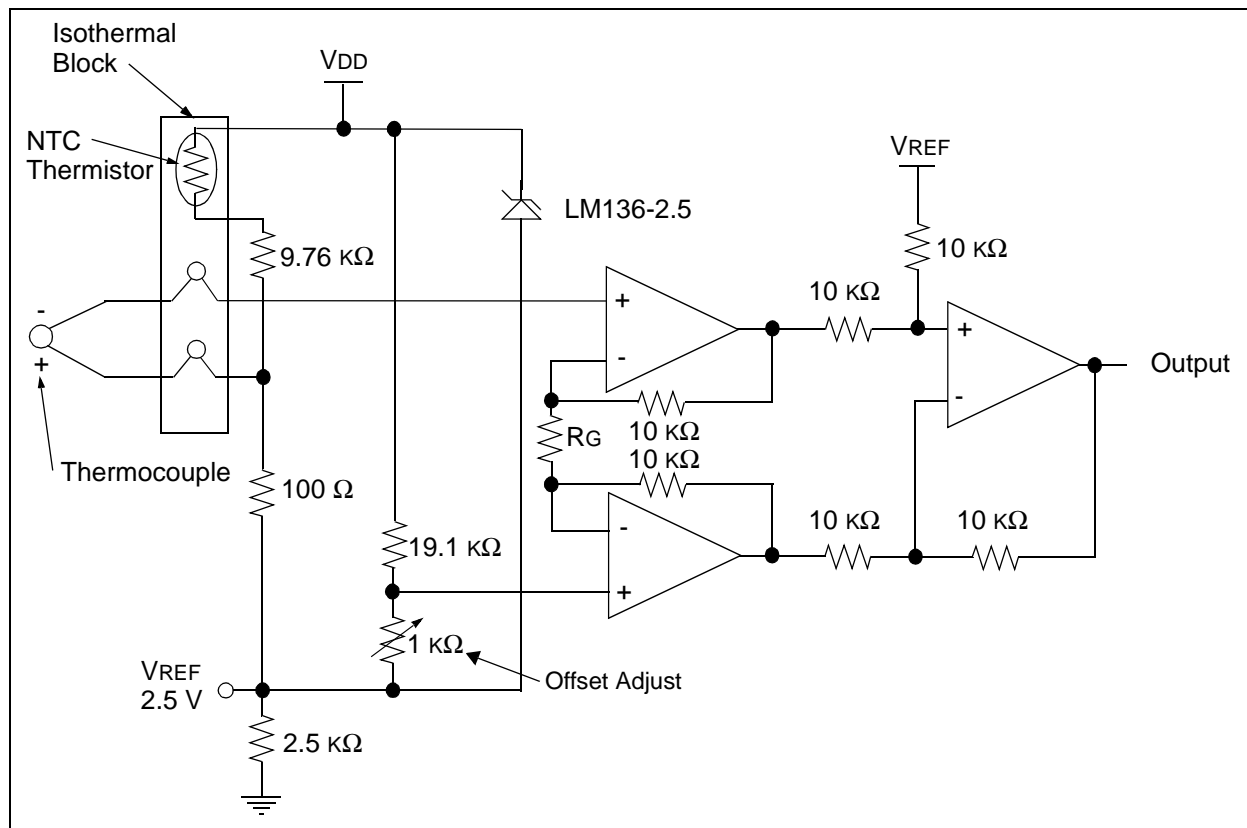 Isothermal
Block
VDD
NTC
Thermistor
VREF
LM136-2.5
10 KΩ
9.76 KΩ
10 KΩ
-
+
+
-
+
-
Output
RG
10 KΩ
10 KΩ
Thermocouple
100 Ω
-
+
10 KΩ
10 KΩ
19.1 KΩ
1 KΩ
Offset Adjust
VREF
2.5 V
2.5 KΩ